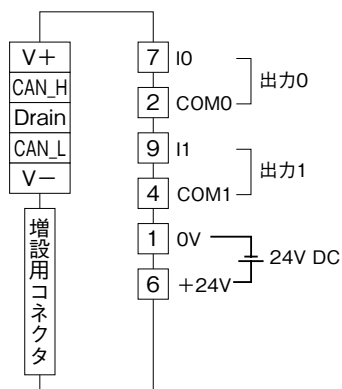 V+
CAN_H
Drain
CAN_L
V−
増設用コネクタ
7 I0
2 COM0
出力0
9 I1
4 COM1
出力1
1 0V
6 +24V
24V DC